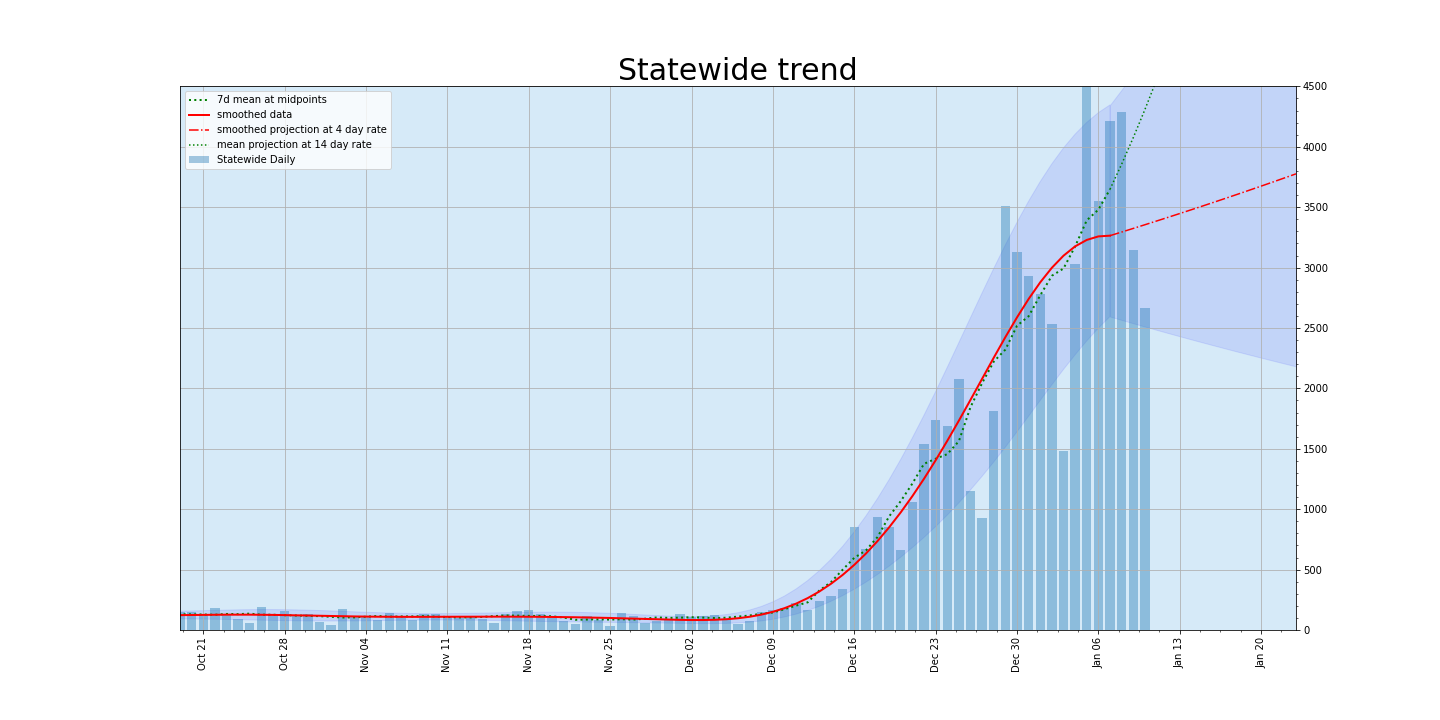 Statewide trend
7d mean at midpoints
smoothed data
smoothed projection at 4 day rate
mean projection at 14 day rate
Statewide Daily
4500
4000
3500
3000
2500
2000
1500
1000
500
0
Oct 21
Oct 28
Nov 04
Nov 11
Nov 18
Nov 25
Dec 02
Dec 09
Dec 16
Dec 23
Dec 30
Jan 06
Jan 13
Jan 20